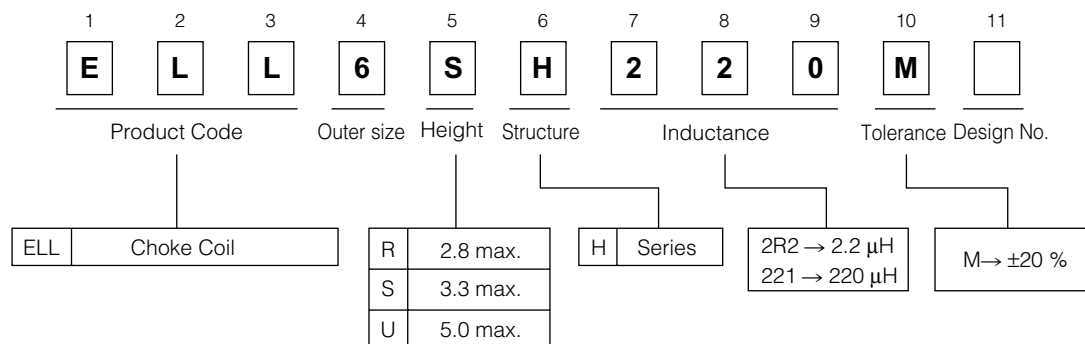 1 2 3 4 5 6 7 8 9 10 11
E L L 6 S H 2 2 0 M
Product Code Outer size Height Structure Inductance Tolerance Design No.
ELL Choke Coil
R 2.8 max.
S 3.3 max.
U 5.0 max.
H Series
2R2 → 2.2 μH
221 → 220 μH
M→ ±20 %